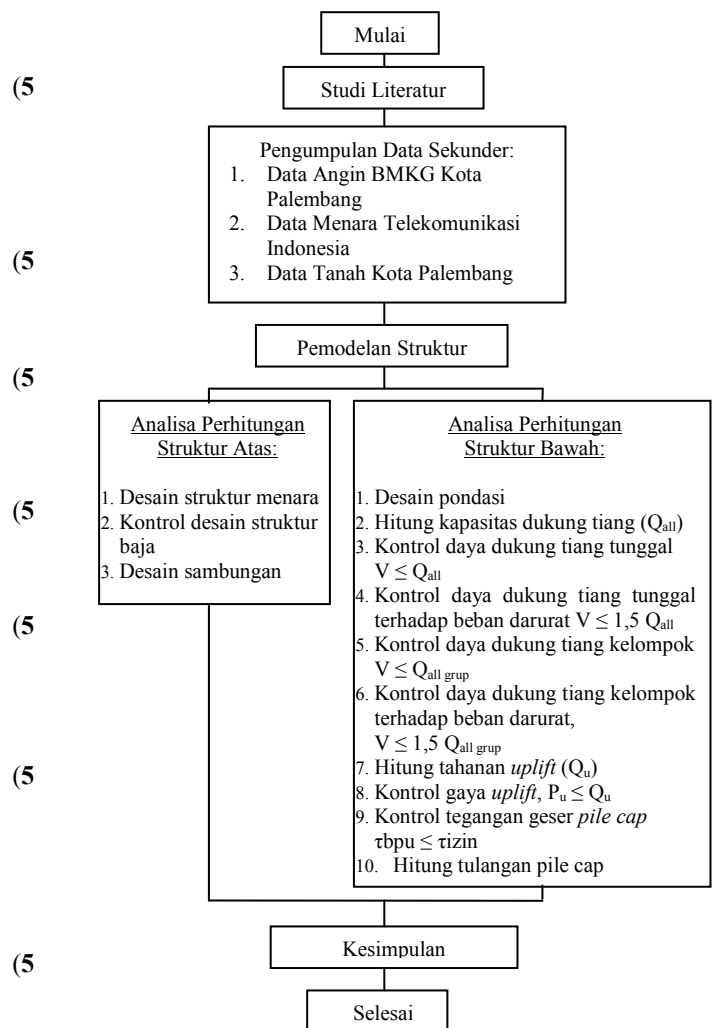 Mulai
(5
Studi Literatur
Pengumpulan Data Sekunder:
1. Data Angin BMKG Kota
Palembang
2. Data Menara Telekomunikasi
Indonesia
(5
3. Data Tanah Kota Palembang
Pemodelan Struktur
(5
Analisa Perhitungan
Struktur Atas:
1. Desain struktur menara
2. Kontrol desain struktur
baja
3. Desain sambungan
(5
(5
Analisa Perhitungan
Struktur Bawah:
1. Desain pondasi
2. Hitung kapasitas dukung tiang (Qall)
3. Kontrol daya dukung tiang tunggal
V ≤ Qall
4. Kontrol daya dukung tiang tunggal
terhadap beban darurat V ≤ 1,5 Qall
5. Kontrol daya dukung tiang kelompok
V ≤ Qall grup
6. Kontrol daya dukung tiang kelompok
terhadap beban darurat,
V ≤ 1,5 Qall grup
7. Hitung tahanan uplift (Qu)
8. Kontrol gaya uplift, Pu ≤ Qu
9. Kontrol tegangan geser pile cap
τbpu ≤ τizin
10. Hitung tulangan pile cap
(5
Kesimpulan
(5
Selesai